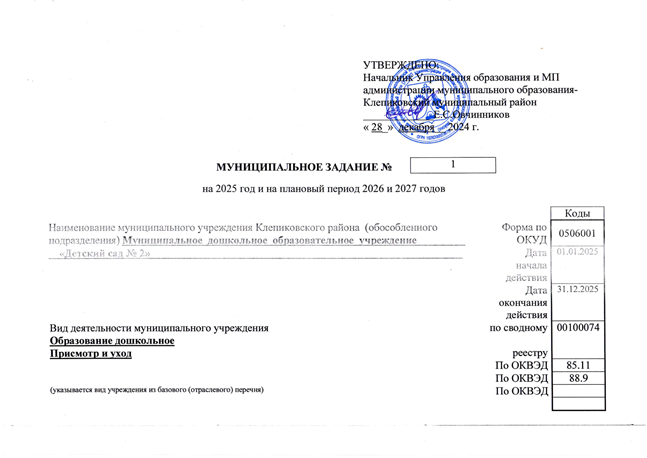 УТВЕРЖДЕНО:
Начальник Управления образования и МП
администрации муниципального образования-
Клепиковский муниципальный район
Е.С.Овчинников
« 28 » декабря 2024 г.
МУНИЦИПАЛЬНОЕ ЗАДАНИЕ № 1
на 2025 год и на плановый период 2026 и 2027 годов
Коды
Наименование муниципального учреждения Клепиковского района (обособленного
подразделения) Муниципальное дошкольное образовательное учреждение
«Детский сад № 2»
Форма по
ОКУД
0506001
Дата
начала
действия
01.01.2025
Дата
окончания
действия
31.12.2025
Вид деятельности муниципального учреждения
Образование дошкольное
Присмотр и уход
по сводному
реестру
00100074
По ОКВЭД 85.11
По ОКВЭД 88.9
По ОКВЭД
(указывается вид учреждения из базового (отраслевого) перечня)